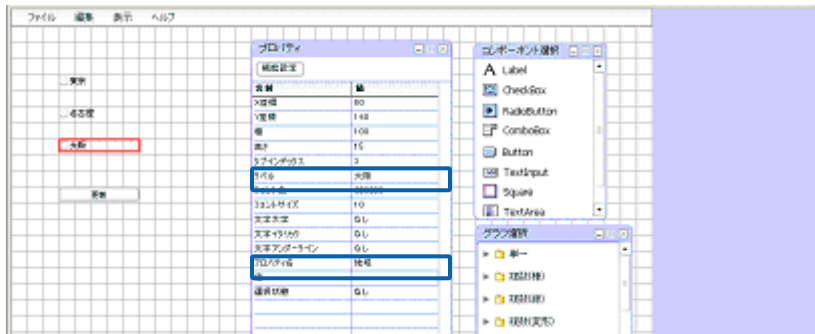 ファイル 編集 表示 ヘルプ
東京
名古屋
大阪
更新
プロパティ
機能設定
名前 値
X座標 80
Y座標 140
幅 100
高さ 15
タブインデックス 3
ラベル 大阪
フォントサイズ 10
文字太字 なし
文字イタリック なし
文字アンダーライン なし
プロパティ名 地域
選択状態 なし
コンポーネント選択
Label
CheckBox
RadioButton
ComboBox
Button
TextInput
Square
TextArea
グラフ選択
単一